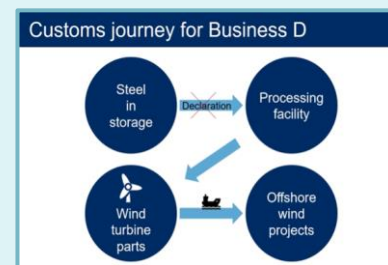 Customs journey for Business D
Steel
in
storage
Declaration
Processing
facility
Wind
turbine
parts
Offshore
wind
projects